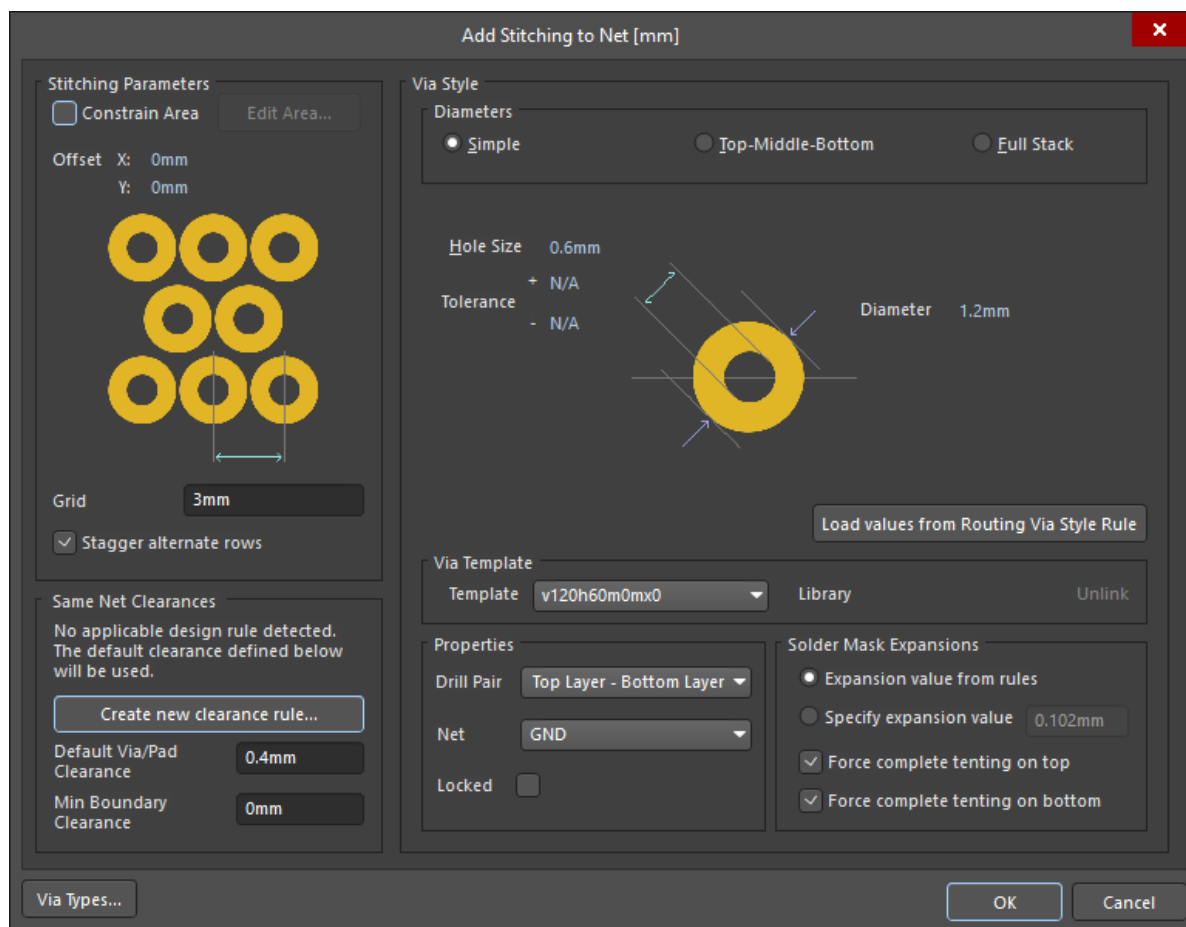 Add Stitching to Net [mm]
Stitching Parameters
Constrain Area
Edit Area...
Offset X: 0mm
Y: 0mm
Grid 3mm
Stagger alternate rows
Same Net Clearances
No applicable design rule detected.
The default clearance defined below
will be used.
Create new clearance rule...
Default Via/Pad
Clearance
0.4mm
Min Boundary
Clearance
0mm
Via Style
Diameters
Simple
Top-Middle-Bottom
Full Stack
Hole Size 0.6mm
Tolerance
+ N/A
- N/A
Diameter 1.2mm
Load values from Routing Via Style Rule
Via Template
Template v120h60m0mx0 Library Unlink
Properties
Drill Pair Top Layer - Bottom Layer
Net GND
Locked
Solder Mask Expansions
Expansion value from rules
Specify expansion value 0.102mm
Force complete tenting on top
Force complete tenting on bottom
Via Types...
OK
Cancel